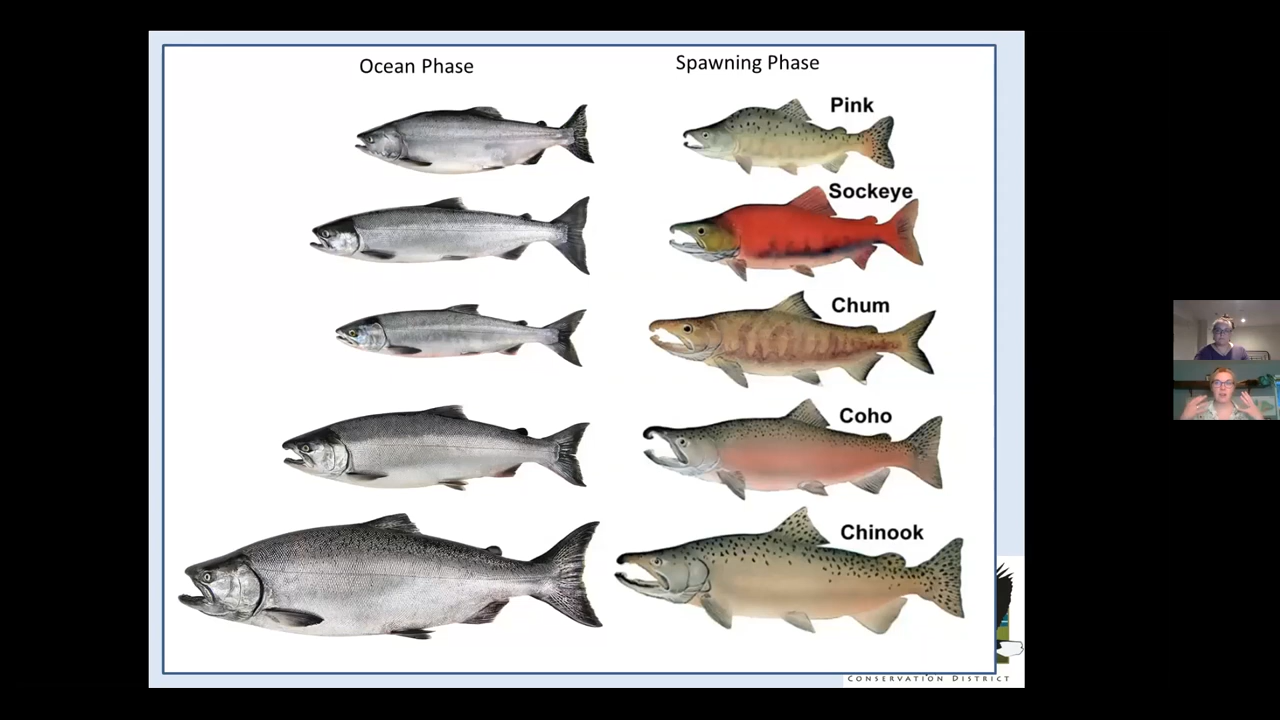 Ocean Phase
Spawning Phase
Pink
Sockeye
Chum
Coho
Chinook
CONSERVATION DISTRICT